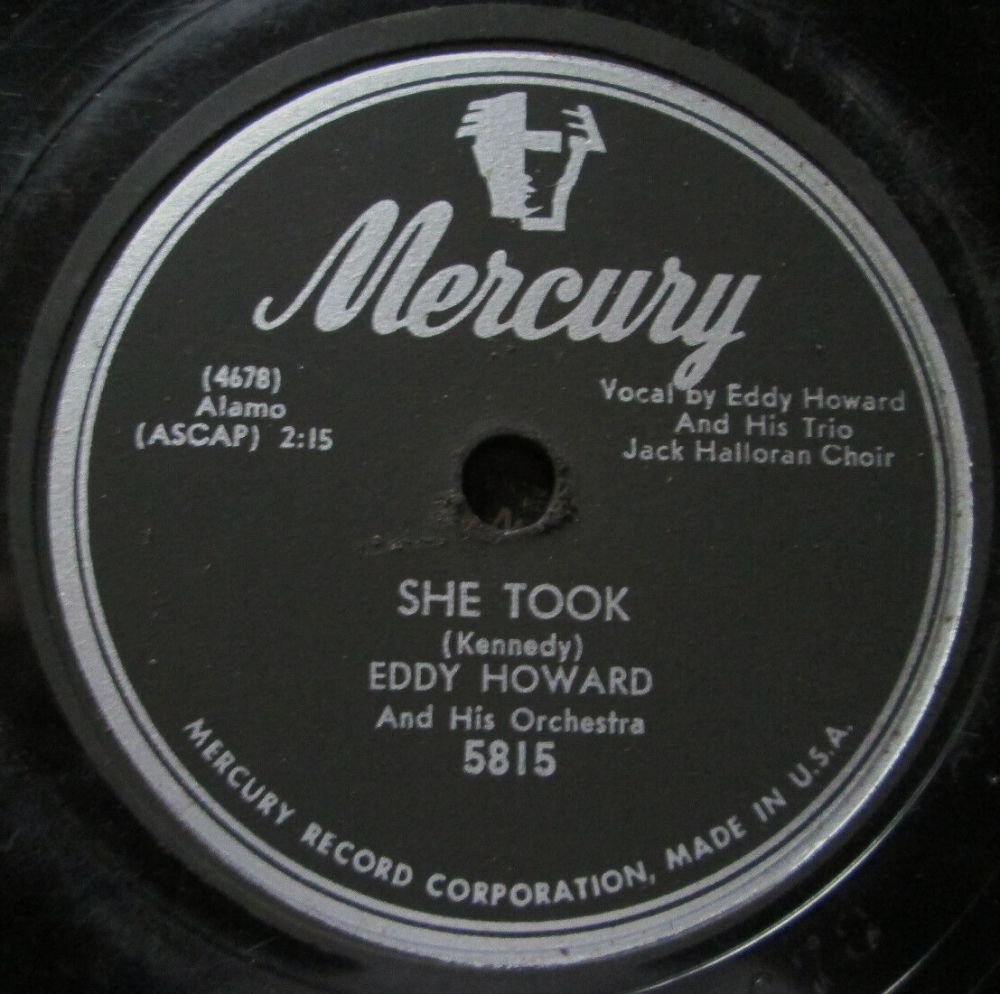 Mercury
(4678)
Alamo
(ASCAP) 2:15
Vocal by Eddy Howard
And His Trio
Jack Halloran Choir
SHE TOOK
(Kennedy)
EDDY HOWARD
And His Orchestra
5815
MERCURY RECORD CORPORATION, MADE IN U.S.A.